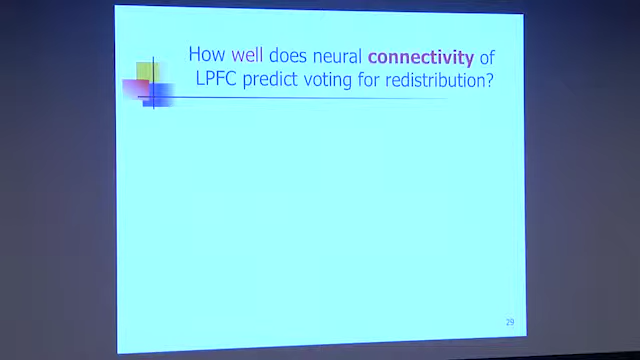 How well does neural connectivity of
LPFC predict voting for redistribution?
29